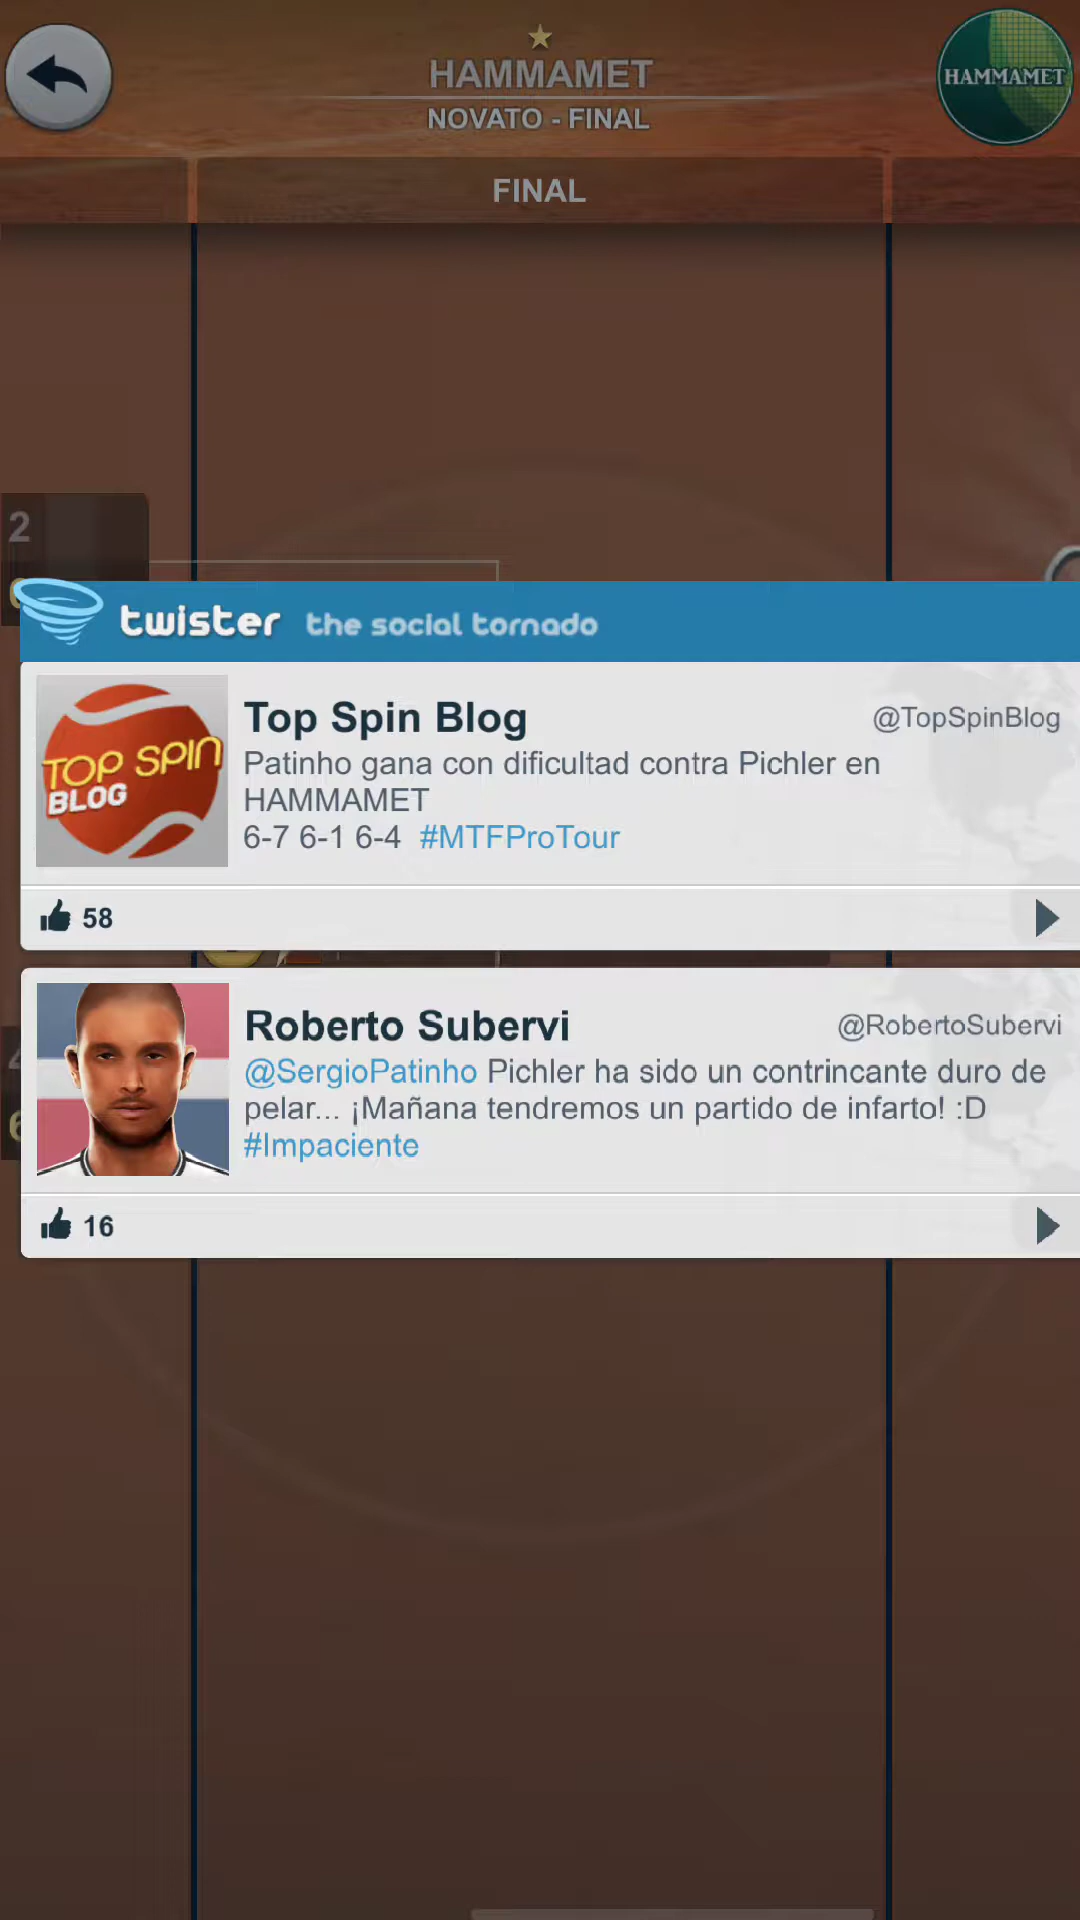 HAMMAMET
NOVATO - FINAL
HAMMAMET
FINAL
2
twister the social tornado
TOP SPIN
BLOG
Top Spin Blog @TopSpinBlog
Patinho gana con dificultad contra Pichler en
HAMMAMET
6-7 6-1 6-4 #MTFProTour
58
Roberto Subervi @RobertoSubervi
@SergioPatinho Pichler ha sido un contrincante duro de
pelar... ¡Mañana tendremos un partido de infarto! :D
#Impaciente
16